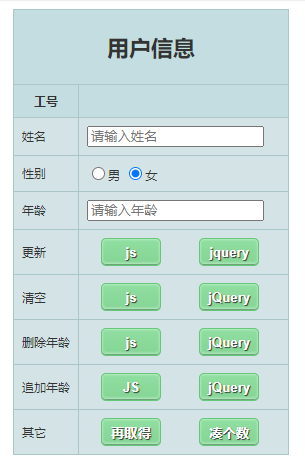 用户信息
工号
姓名 请输入姓名
性别 男 女
年龄 请输入年龄
更新 js jquery
清空 js jQuery
删除年龄 js jQuery
追加年龄 JS jQuery
其它 再取得 凑个数